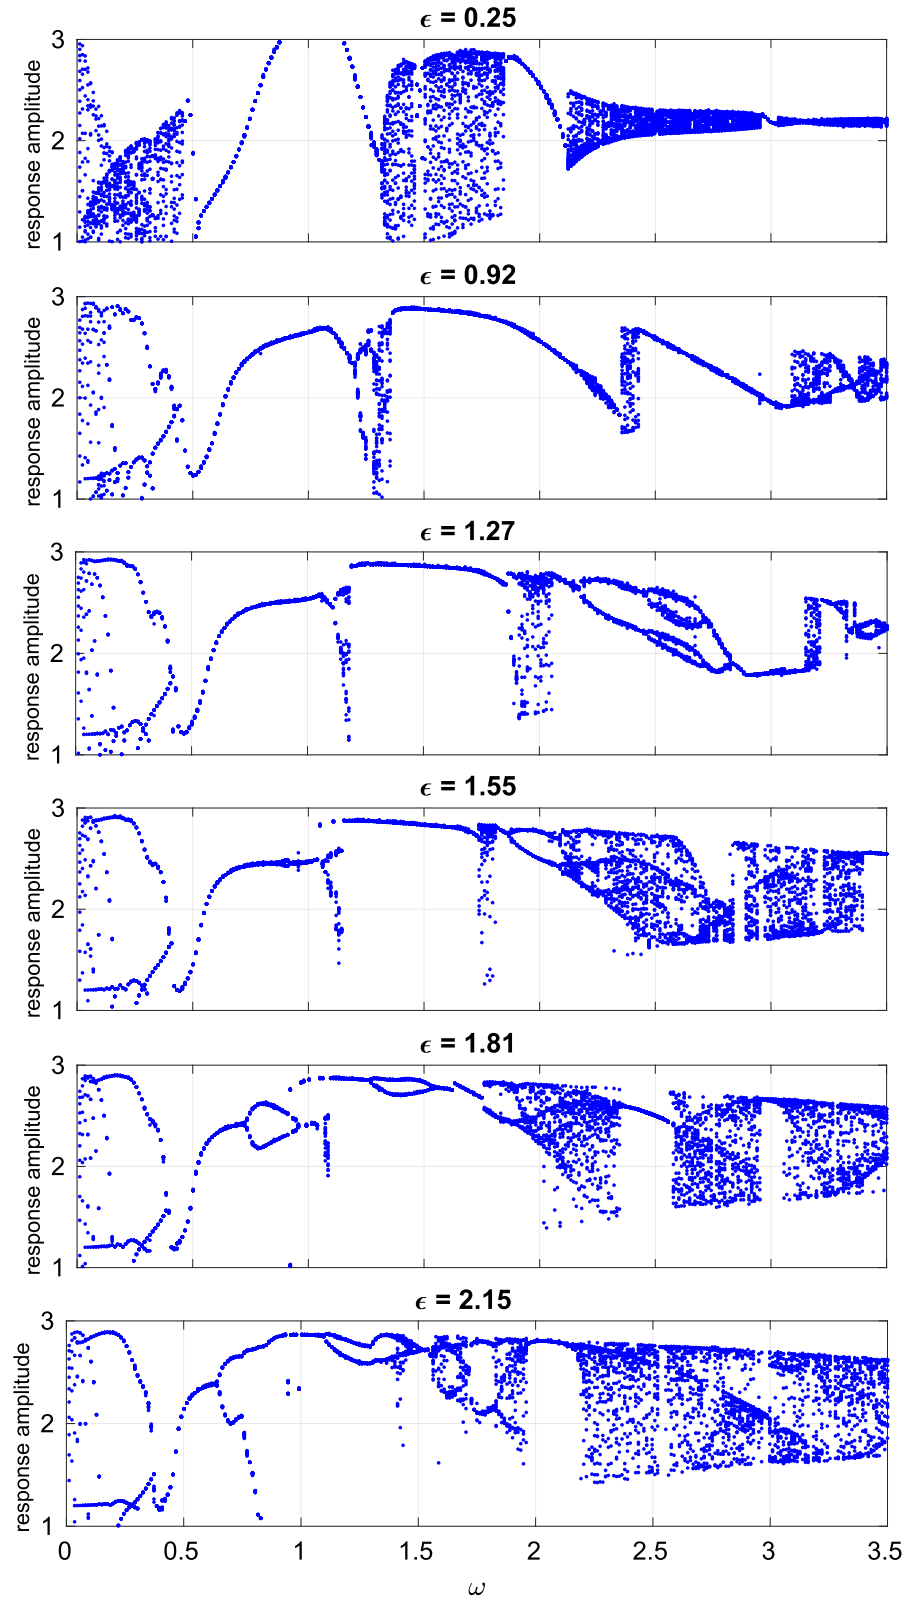 ϵ = 0.25
3
2
1
response amplitude
ϵ = 0.92
3
2
1
response amplitude
ϵ = 1.27
3
2
1
response amplitude
ϵ = 1.55
3
2
1
response amplitude
ϵ = 1.81
3
2
1
response amplitude
ϵ = 2.15
3
2
1
response amplitude
0 0.5 1 1.5 2 2.5 3 3.5
ω